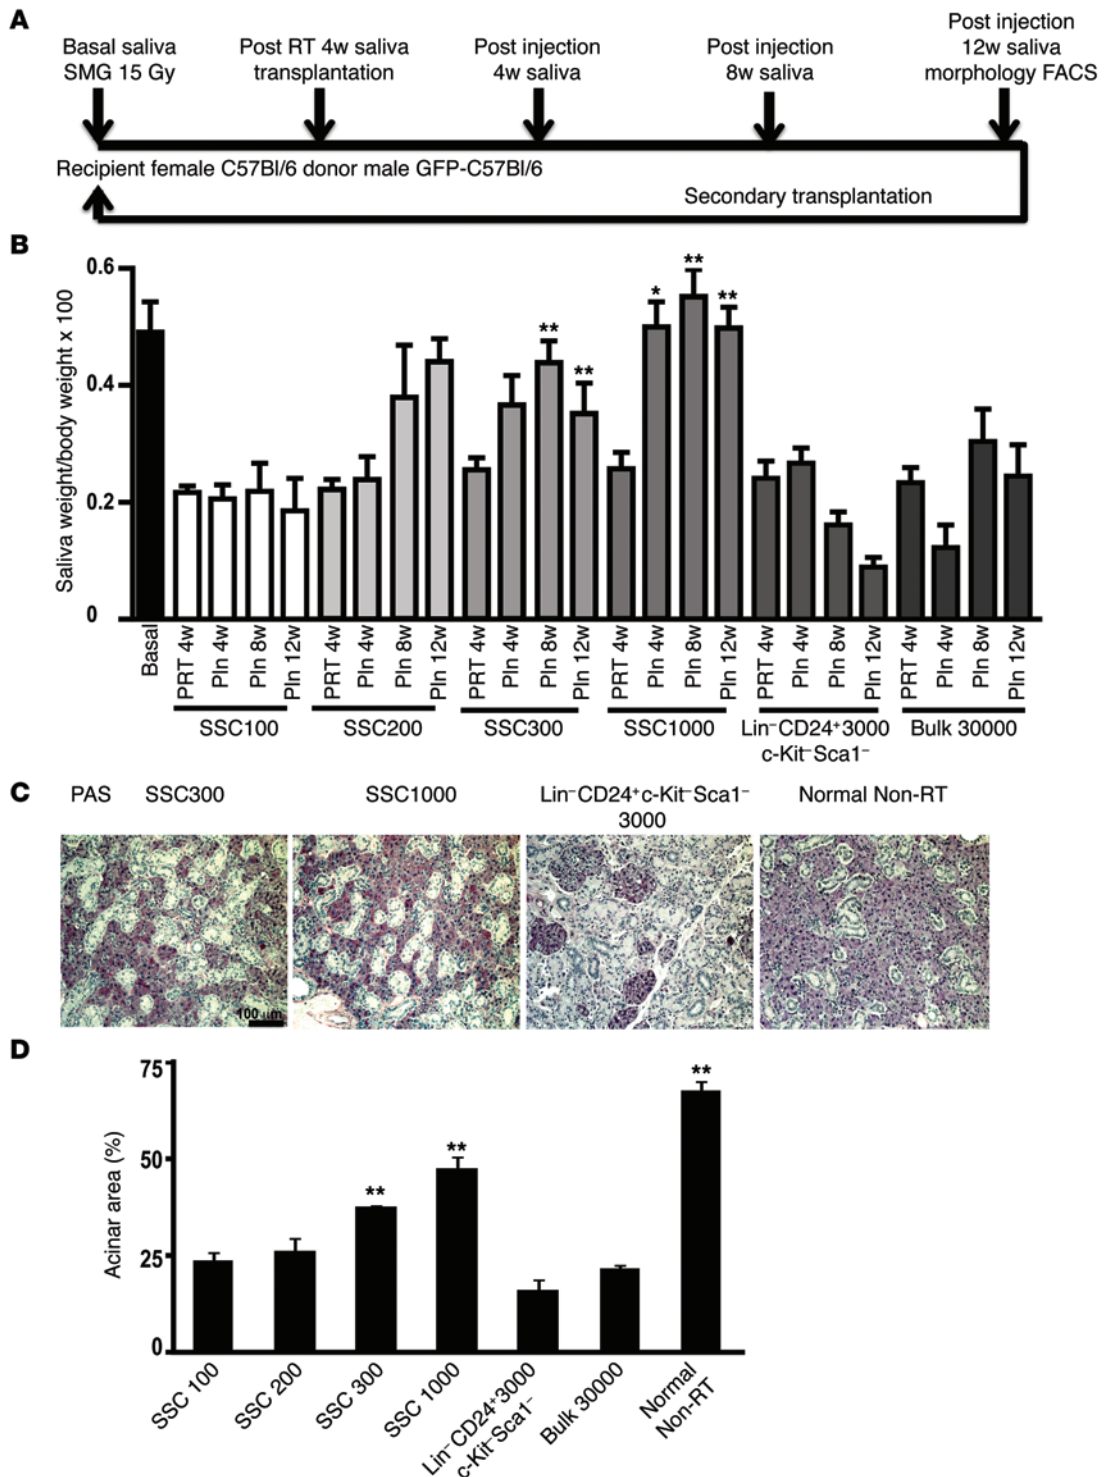 A
Basal saliva
SMG 15 Gy
Post RT 4w saliva
transplantation
Post injection
4w saliva
Post injection
8w saliva
Post injection
12w saliva
morphology FACS
Recipient female C57Bl/6 donor male GFP-C57Bl/6
Secondary transplantation
B
Saliva weight/body weight x 100
0.6
0.4
0.2
0
*
**
**
**
**
Basal
PRT 4w
PIn 4w
PIn 8w
PIn 12w
PRT 4w
PIn 4w
PIn 8w
PIn 12w
PRT 4w
PIn 4w
PIn 8w
PIn 12w
PRT 4w
PIn 4w
PIn 8w
PIn 12w
PRT 4w
PIn 4w
PIn 8w
PIn 12w
PRT 4w
PIn 4w
PIn 8w
PIn 12w
SSC100
SSC200
SSC300
SSC1000
Lin⁻CD24⁺3000
c-Kit⁻Sca1⁻
Bulk 30000
C
PAS SSC300
SSC1000
Lin⁻CD24⁺c-Kit⁻Sca1⁻
3000
Normal Non-RT
100 µm
D
Acinar area (%)
75
50
25
0
**
**
**
SSC 100
SSC 200
SSC 300
SSC 1000
Lin⁻CD24⁺3000
c-Kit⁻Sca1⁻
Bulk 30000
Normal
Non-RT